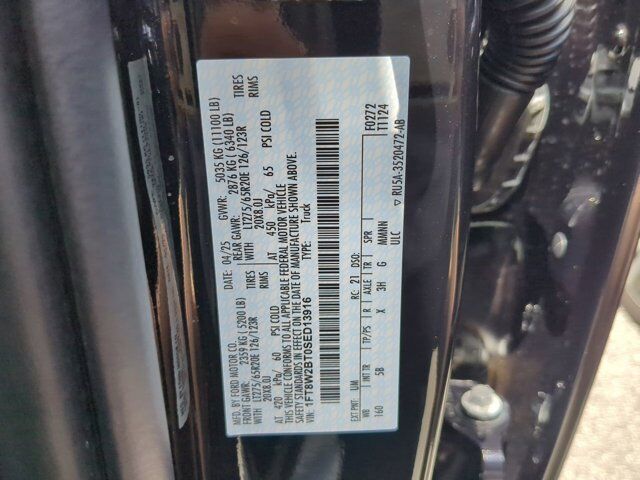 MFD. BY FORD MOTOR CO.
04/25 GVWR: 5035 KG (11100 LB)
FRONT GAWR: 2359 KG (5200 LB) REAR GAWR: 2876 KG (6340 LB)
WITH LT275/65R20E 126/123R TIRES WITH LT275/65R20E 126/123R TIRES
20X8.0J RIMS 20X8.0J RIMS
AT 420 kPa/ 60 PSI COLD AT 450 kPa/ 65 PSI COLD
THIS VEHICLE CONFORMS TO ALL APPLICABLE FEDERAL MOTOR VEHICLE
SAFETY STANDARDS IN EFFECT ON THE DATE OF MANUFACTURE SHOWN ABOVE.
VIN: 1FT8W2BT0SED13916 TYPE: Truck
EXT PNT: UM RC: 21 DSO: F0272
WB INT TR TP/PS R AXLE TR SPR T1124
160 5B X 3H G MMNN
ULC ▽ RU5A-3520472-AB